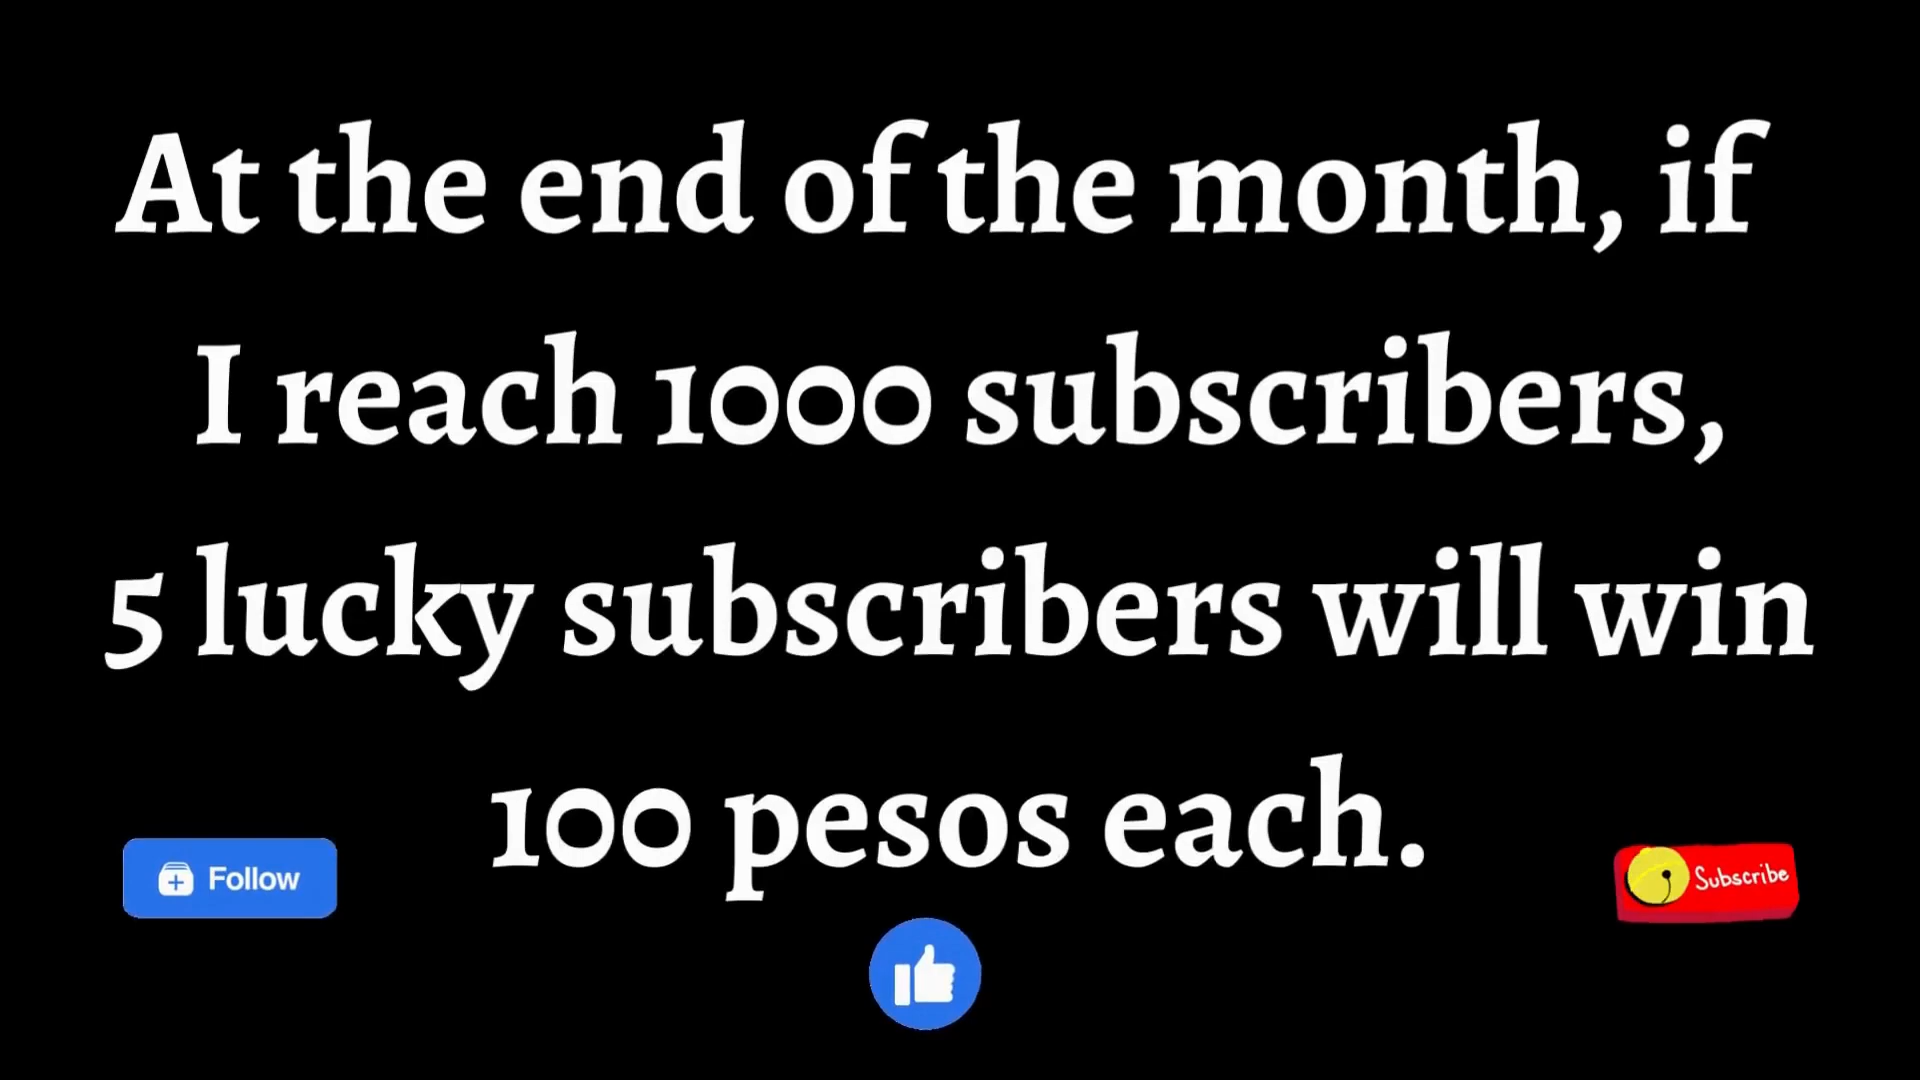 At the end of the month, if
I reach 1000 subscribers,
5 lucky subscribers will win
100 pesos each.
Follow
Subscribe